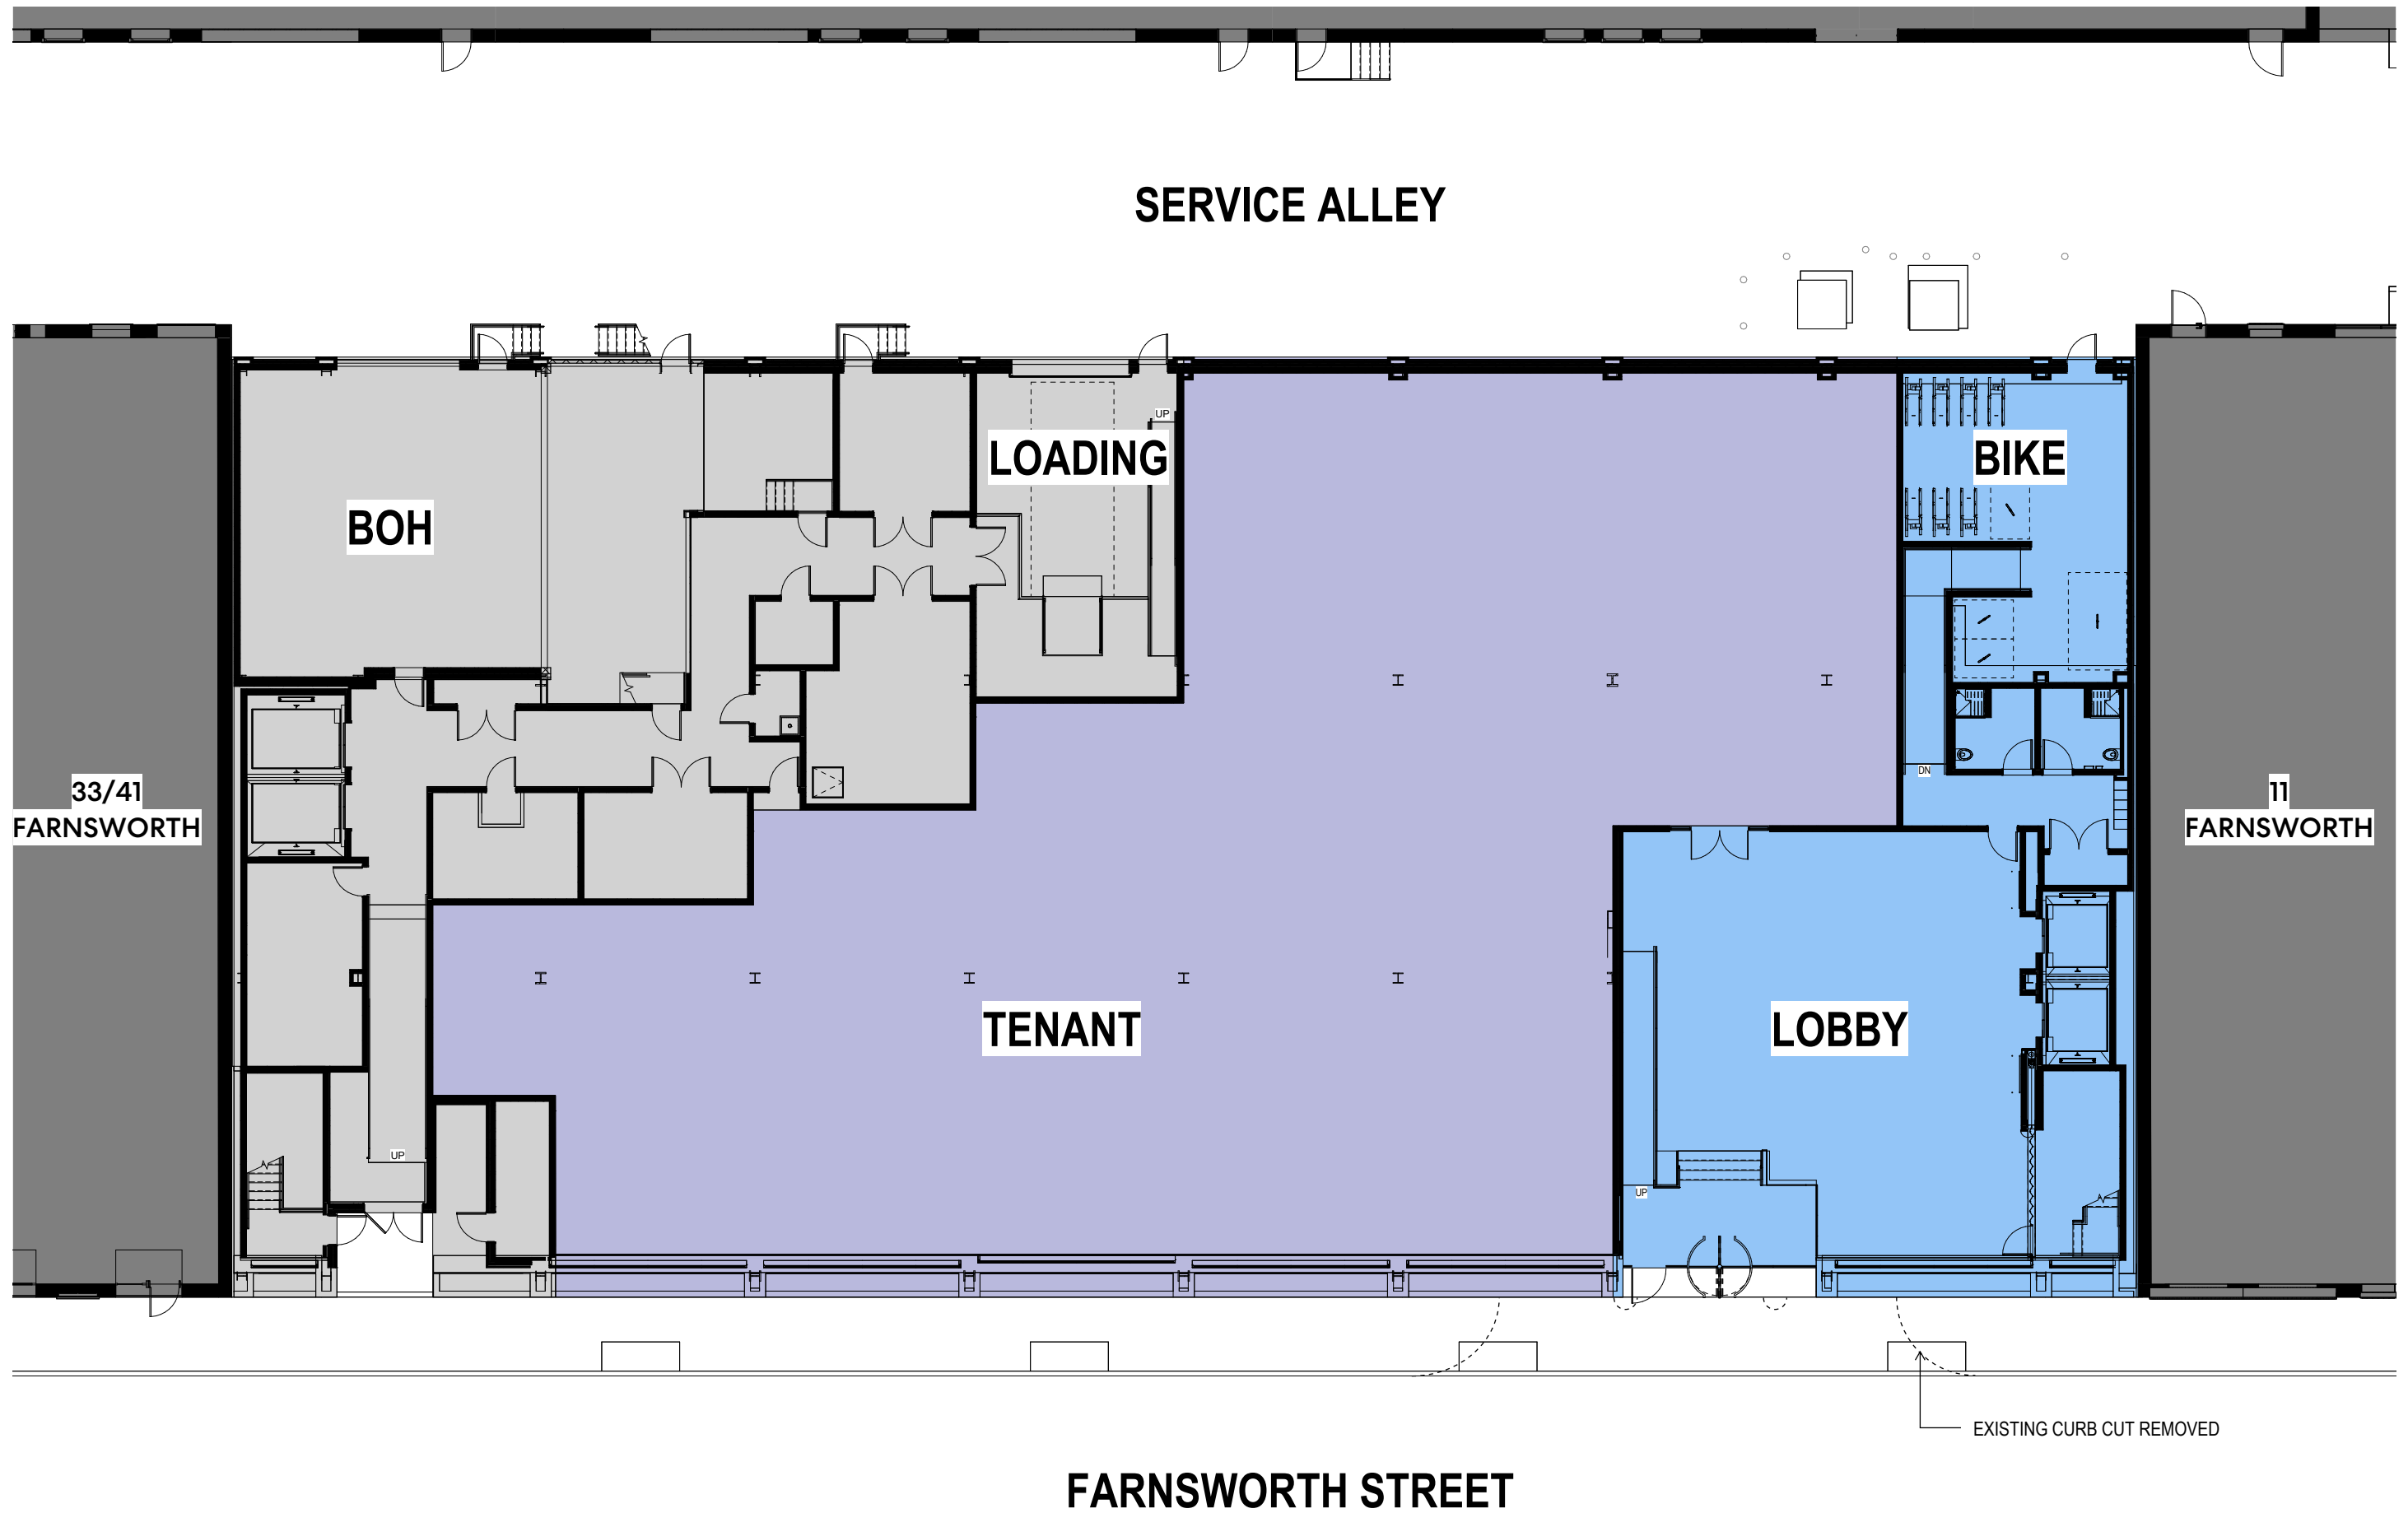 SERVICE ALLEY
UP
LOADING
BIKE
BOH
DN
33/41
FARNSWORTH
11
FARNSWORTH
TENANT
LOBBY
UP
UP
EXISTING CURB CUT REMOVED
FARNSWORTH STREET